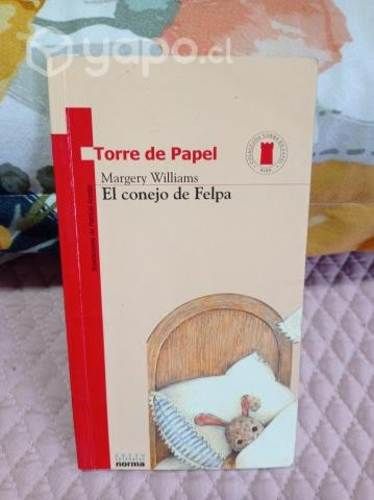 yapo.cl
Torre de Papel
Margery Williams
El conejo de Felpa
norma